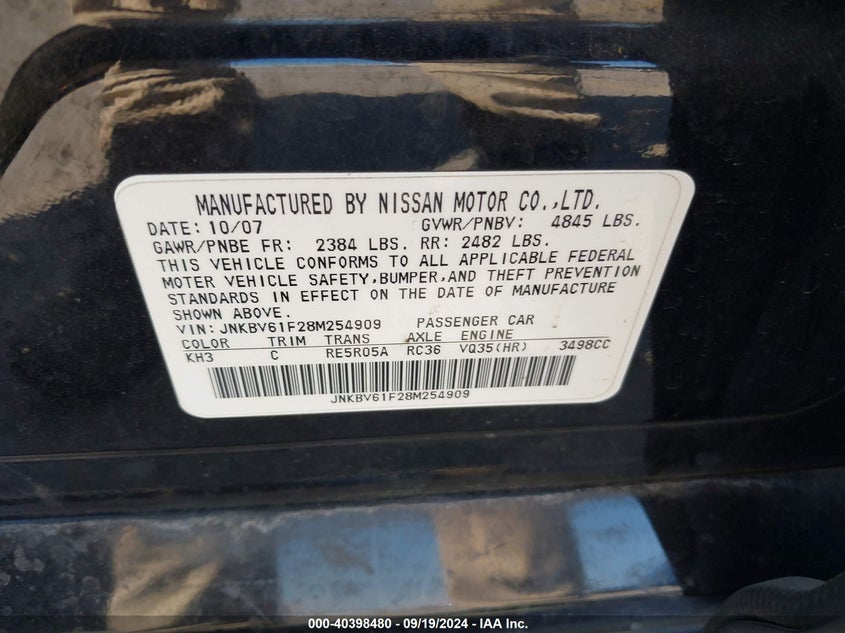 MANUFACTURED BY NISSAN MOTOR CO.,LTD.
DATE: 10/07 GVWR/PNBV: 4845 LBS.
GAWR/PNBE FR: 2384 LBS. RR: 2482 LBS.
THIS VEHICLE CONFORMS TO ALL APPLICABLE FEDERAL
MOTER VEHICLE SAFETY,BUMPER,AND THEFT PREVENTION
STANDARDS IN EFFECT ON THE DATE OF MANUFACTURE
SHOWN ABOVE.
VIN: JNKBV61F28M254909 PASSENGER CAR
COLOR TRIM TRANS AXLE ENGINE
KH3 C RE5R05A RC36 VQ35(HR) 3498CC
JNKBV61F28M254909
000-40398480 - 09/19/2024 - IAA Inc.